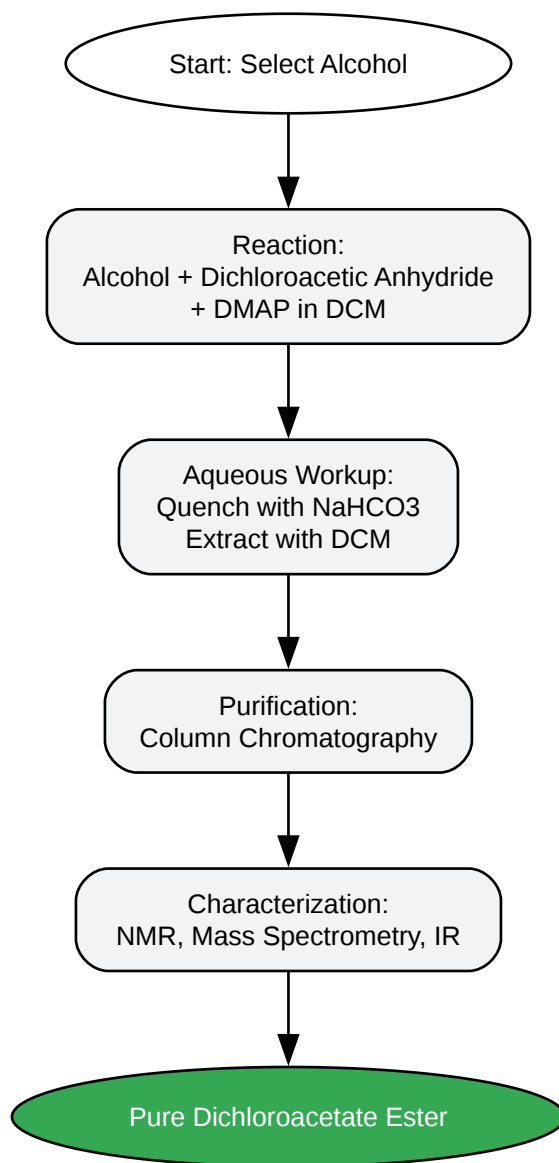 Start: Select Alcohol
Reaction:
Alcohol + Dichloroacetic Anhydride
+ DMAP in DCM
Aqueous Workup:
Quench with NaHCO3
Extract with DCM
Purification:
Column Chromatography
Characterization:
NMR, Mass Spectrometry, IR
Pure Dichloroacetate Ester